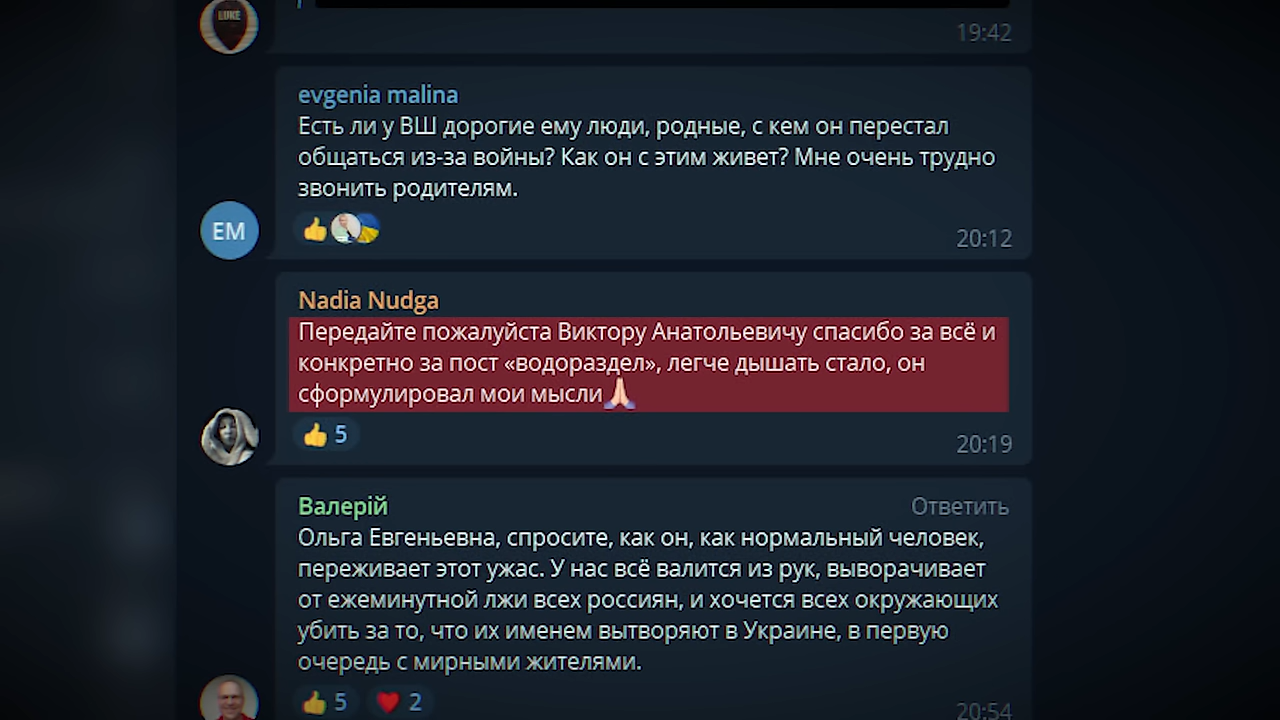 LUKE
19:42
evgenia malina
Есть ли у ВШ дорогие ему люди, родные, с кем он перестал
общаться из-за войны? Как он с этим живет? Мне очень трудно
звонить родителям.
EM
20:12
Nadia Nudga
Передайте пожалуйста Виктору Анатольевичу спасибо за всё и
конкретно за пост «водораздел», легче дышать стало, он
сформулировал мои мысли🙏
👍 5
20:19
Валерій
Ответить
Ольга Евгеньевна, спросите, как он, как нормальный человек,
переживает этот ужас. У нас всё валится из рук, выворачивает
от ежеминутной лжи всех россиян, и хочется всех окружающих
убить за то, что их именем вытворяют в Украине, в первую
очередь с мирными жителями.
👍 5 ❤️ 2
20:54